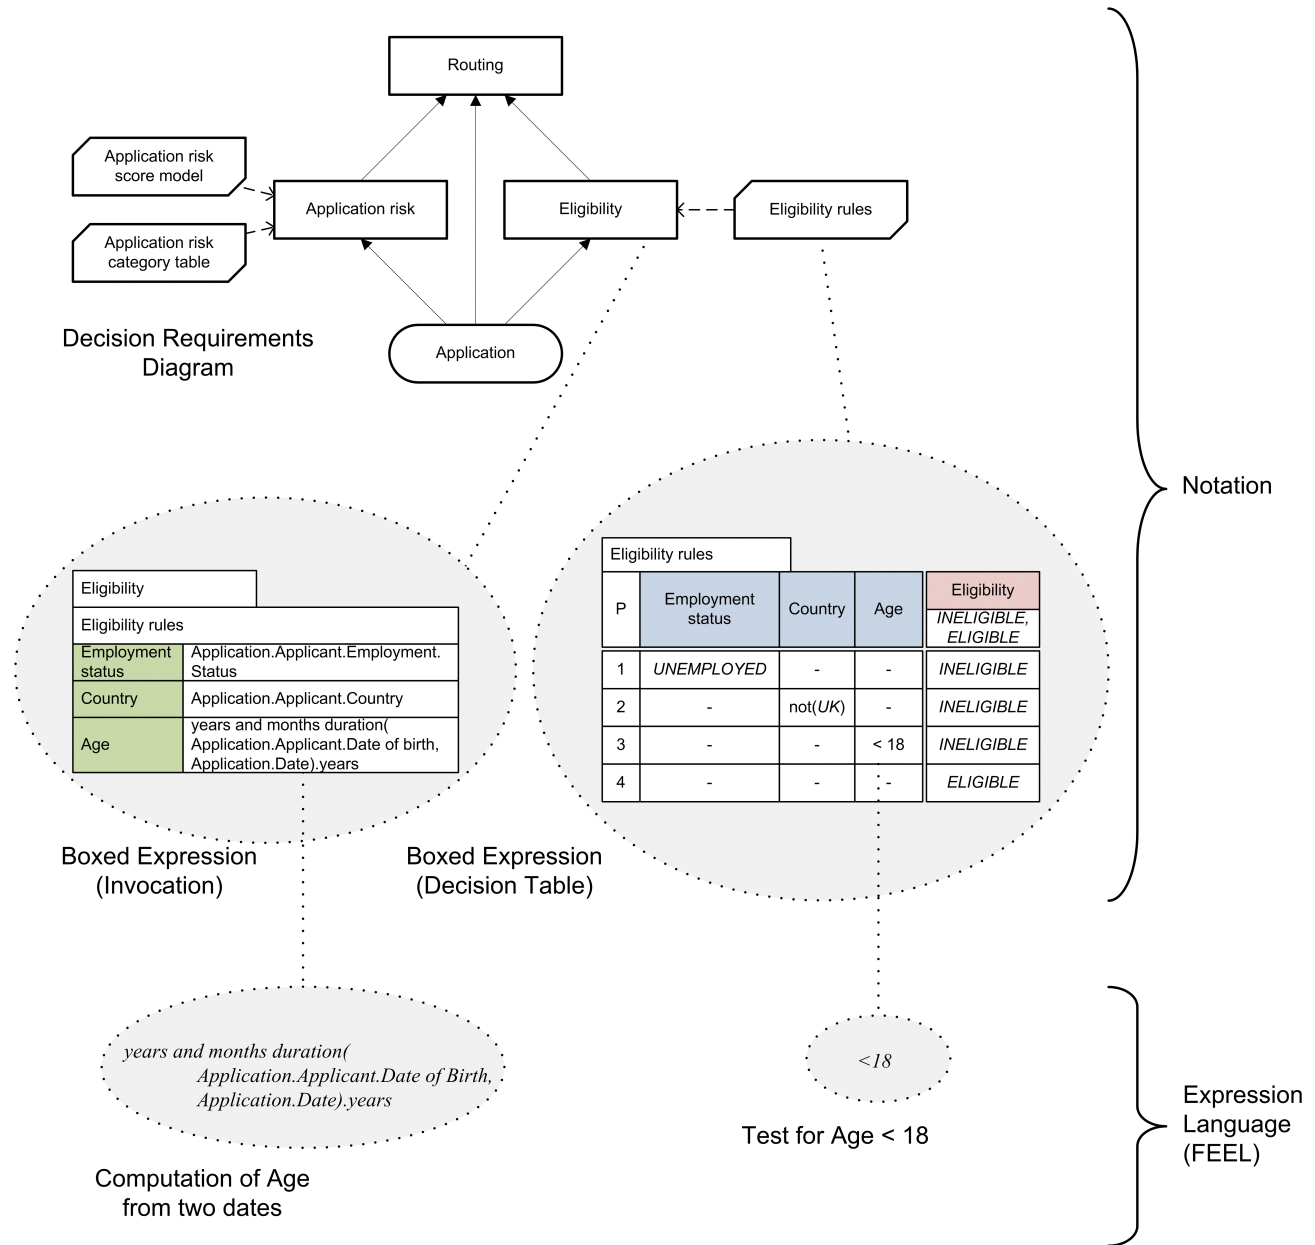 Routing
Application risk
score model
Application risk
Eligibility
Eligibility rules
Application risk
category table
Decision Requirements
Diagram
Application
Notation
Eligibility
Eligibility rules
Employment
status
Application.Applicant.Employment.
Status
Country
Application.Applicant.Country
Age
years and months duration(
Application.Applicant.Date of birth,
Application.Date).years
Boxed Expression
(Invocation)
Eligibility rules
P
Employment
status
Country
Age
Eligibility
INELIGIBLE,
ELIGIBLE
1 UNEMPLOYED - - INELIGIBLE
2 - not(UK) - INELIGIBLE
3 - - < 18 INELIGIBLE
4 - - - ELIGIBLE
Boxed Expression
(Decision Table)
years and months duration(
Application.Applicant.Date of Birth,
Application.Date).years
Computation of Age
from two dates
<18
Test for Age < 18
Expression
Language
(FEEL)